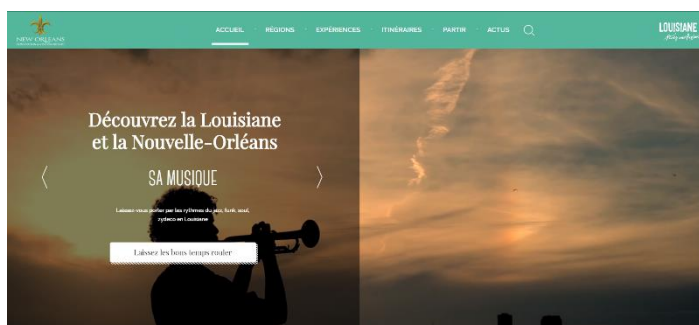 NEW ORLEANS
ACCUEIL RÉGIONS EXPÉRIENCES ITINÉRAIRES PARTIR ACTUS
LOUISIANE
Découvrez la Louisiane
et la Nouvelle-Orléans
SA MUSIQUE
Laissez-vous porter par les rythmes du jazz, funk, soul,
zydeco en Louisiane
Laissez les bons temps rouler